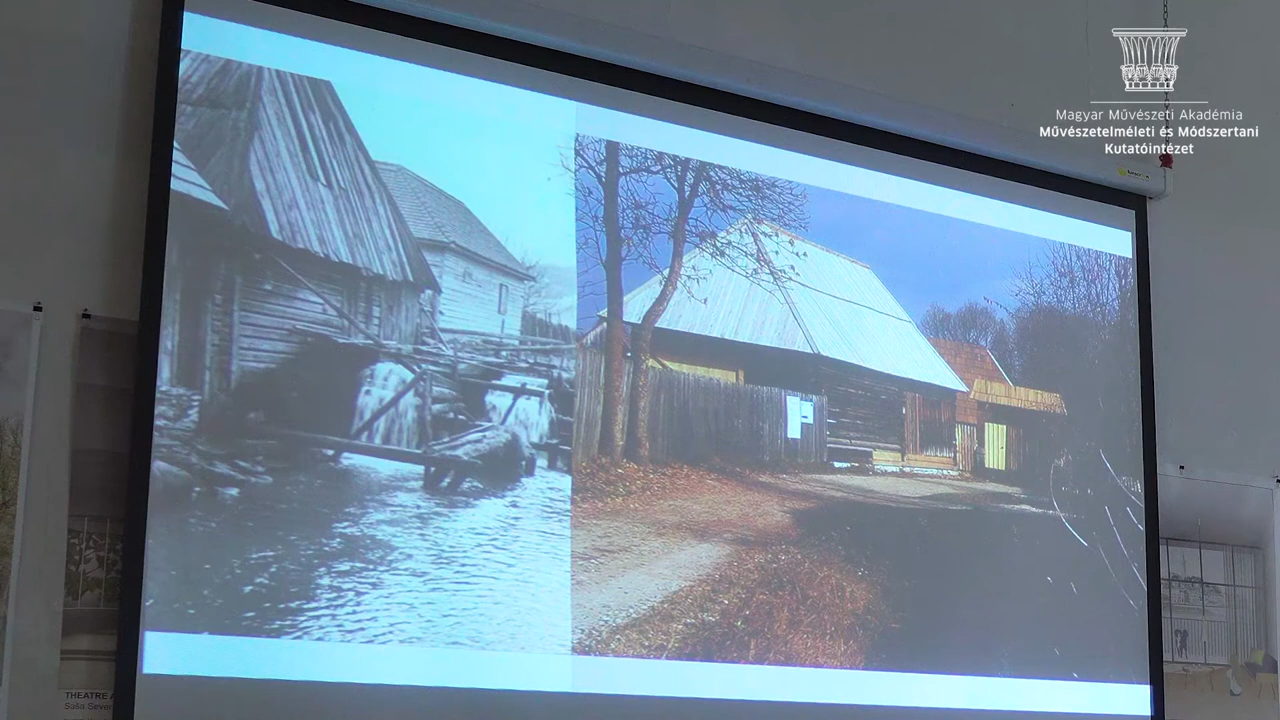 Magyar Művészeti Akadémia
Művészetelméleti és Módszertani
Kutatóintézet
THEATRE
Saša Sever